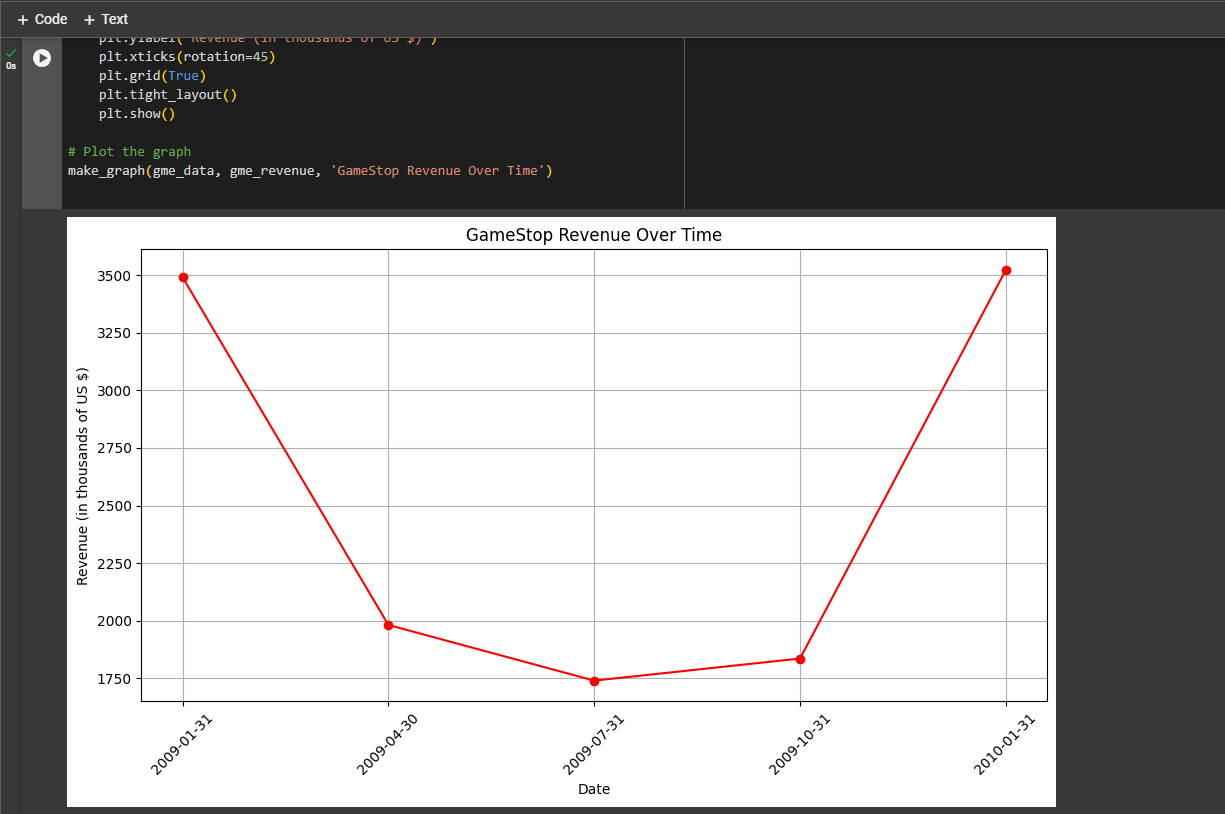 + Code + Text
0s
plt.ylabel('Revenue (in thousands of US $)')
plt.xticks(rotation=45)
plt.grid(True)
plt.tight_layout()
plt.show()
# Plot the graph
make_graph(gme_data, gme_revenue, 'GameStop Revenue Over Time')
GameStop Revenue Over Time
3500
3250
3000
2750
2500
2250
2000
1750
Revenue (in thousands of US $)
2009-01-31
2009-04-30
2009-07-31
2009-10-31
2010-01-31
Date